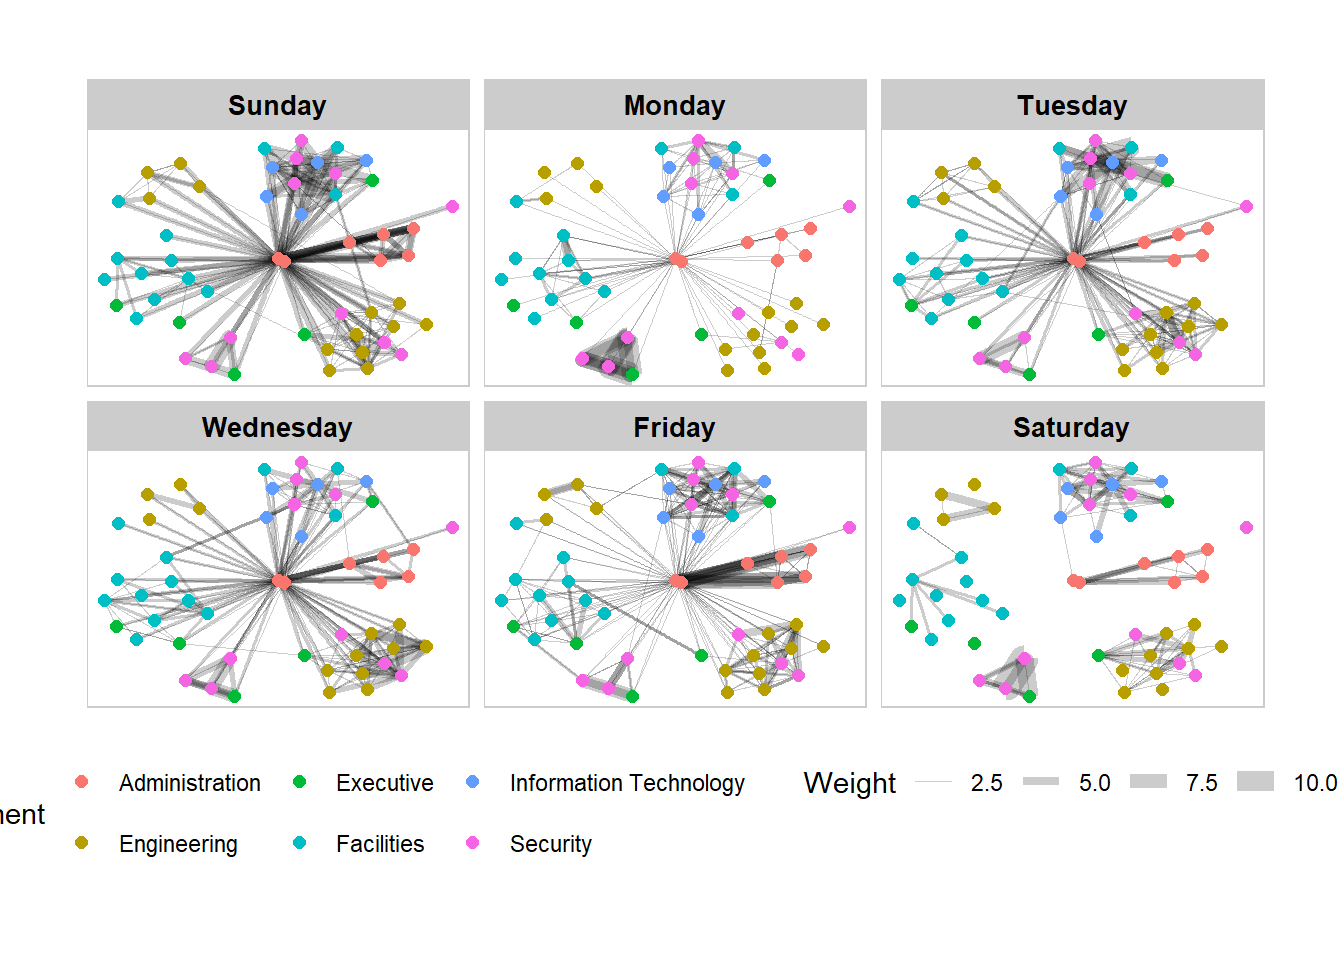 Sunday Monday Tuesday
Wednesday Friday Saturday
Administration Executive Information Technology Weight 2.5 5.0 7.5 10.0
ment
Engineering Facilities Security